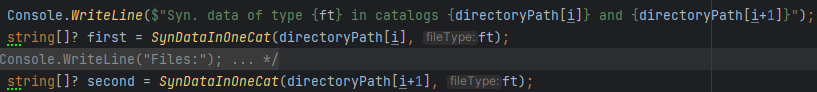 Console.WriteLine($"Syn. data of type {ft} in catalogs {directoryPath[i]} and {directoryPath[i+1]}");
string[]? first = SynDataInOneCat(directoryPath[i], fileType: ft);
Console.WriteLine("Files:"); ... */
string[]? second = SynDataInOneCat(directoryPath[i+1], fileType: ft);